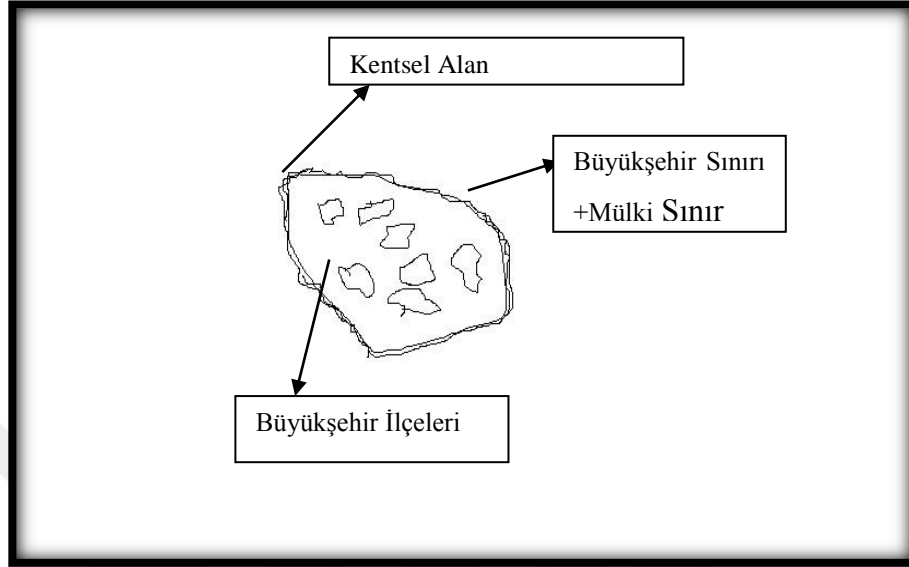 Kentsel Alan
Büyükşehir Sınırı
+Mülki Sınır
Büyükşehir İlçeleri